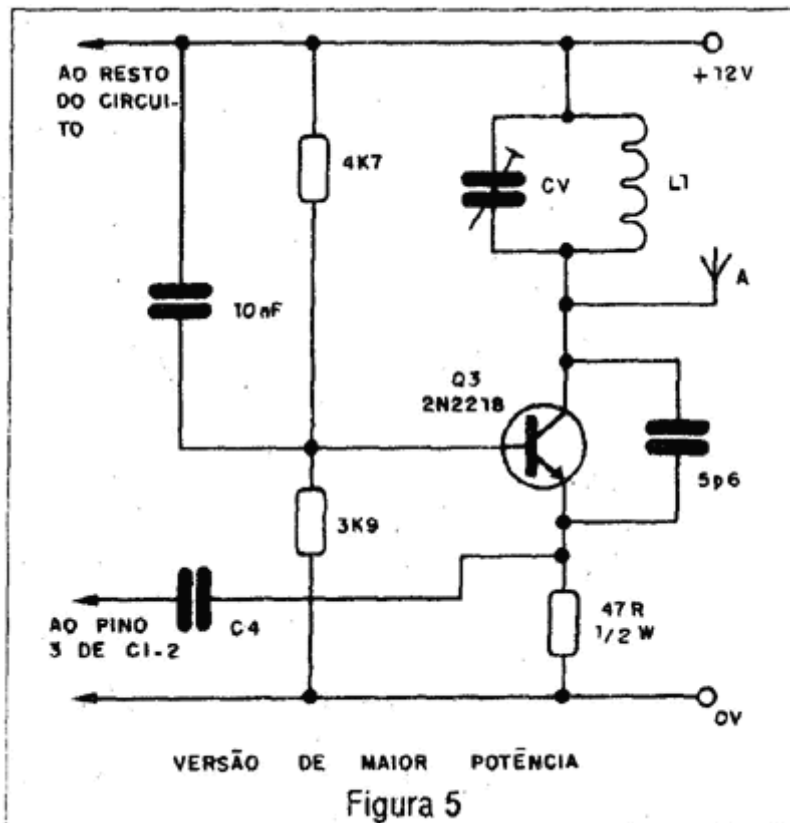 AO RESTO
DO CIRCUI-
TO
+12V
4K7
CV
L1
A
10nF
Q3
2N2218
5p6
3K9
AO PINO
3 DE CI-2
C4
47R
1/2W
0V
VERSÃO DE MAIOR POTÊNCIA
Figura 5